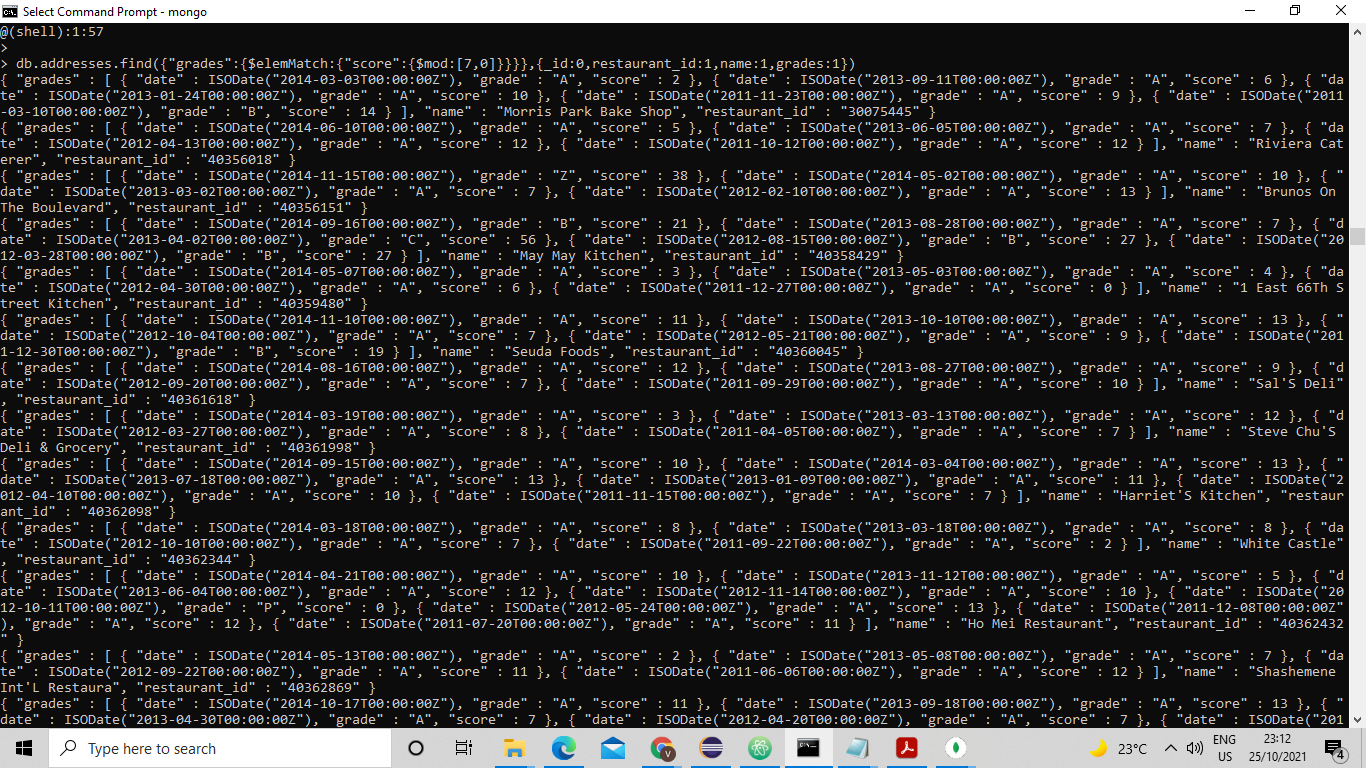 Select Command Prompt - mongo
@(shell):1:57
>
> db.addresses.find({"grades":{$elemMatch:{"score":{$mod:[7,0]}}}},{_id:0,restaurant_id:1,name:1,grades:1})
{ "grades" : [ { "date" : ISODate("2014-03-03T00:00:00Z"), "grade" : "A", "score" : 2 }, { "date" : ISODate("2013-09-11T00:00:00Z"), "grade" : "A", "score" : 6 }, { "da
te" : ISODate("2013-01-24T00:00:00Z"), "grade" : "A", "score" : 10 }, { "date" : ISODate("2011-11-23T00:00:00Z"), "grade" : "A", "score" : 9 }, { "date" : ISODate("2011
-03-10T00:00:00Z"), "grade" : "B", "score" : 14 } ], "name" : "Morris Park Bake Shop", "restaurant_id" : "30075445" }
{ "grades" : [ { "date" : ISODate("2014-06-10T00:00:00Z"), "grade" : "A", "score" : 5 }, { "date" : ISODate("2013-06-05T00:00:00Z"), "grade" : "A", "score" : 7 }, { "da
te" : ISODate("2012-04-13T00:00:00Z"), "grade" : "A", "score" : 12 }, { "date" : ISODate("2011-10-12T00:00:00Z"), "grade" : "A", "score" : 12 } ], "name" : "Riviera Cat
erer", "restaurant_id" : "40356018" }
{ "grades" : [ { "date" : ISODate("2014-11-15T00:00:00Z"), "grade" : "Z", "score" : 38 }, { "date" : ISODate("2014-05-02T00:00:00Z"), "grade" : "A", "score" : 10 }, { "
date" : ISODate("2013-03-02T00:00:00Z"), "grade" : "A", "score" : 7 }, { "date" : ISODate("2012-02-10T00:00:00Z"), "grade" : "A", "score" : 13 } ], "name" : "Brunos On
The Boulevard", "restaurant_id" : "40356151" }
{ "grades" : [ { "date" : ISODate("2014-09-16T00:00:00Z"), "grade" : "B", "score" : 21 }, { "date" : ISODate("2013-08-28T00:00:00Z"), "grade" : "A", "score" : 7 }, { "d
ate" : ISODate("2013-04-02T00:00:00Z"), "grade" : "C", "score" : 56 }, { "date" : ISODate("2012-08-15T00:00:00Z"), "grade" : "B", "score" : 27 }, { "date" : ISODate("20
12-03-28T00:00:00Z"), "grade" : "B", "score" : 27 } ], "name" : "May May Kitchen", "restaurant_id" : "40358429" }
{ "grades" : [ { "date" : ISODate("2014-05-07T00:00:00Z"), "grade" : "A", "score" : 3 }, { "date" : ISODate("2013-05-03T00:00:00Z"), "grade" : "A", "score" : 4 }, { "da
te" : ISODate("2012-04-30T00:00:00Z"), "grade" : "A", "score" : 6 }, { "date" : ISODate("2011-12-27T00:00:00Z"), "grade" : "A", "score" : 0 } ], "name" : "1 East 66Th S
treet Kitchen", "restaurant_id" : "40359480" }
{ "grades" : [ { "date" : ISODate("2014-11-10T00:00:00Z"), "grade" : "A", "score" : 11 }, { "date" : ISODate("2013-10-10T00:00:00Z"), "grade" : "A", "score" : 13 }, { "
date" : ISODate("2012-10-04T00:00:00Z"), "grade" : "A", "score" : 7 }, { "date" : ISODate("2012-05-21T00:00:00Z"), "grade" : "A", "score" : 9 }, { "date" : ISODate("201
1-12-30T00:00:00Z"), "grade" : "B", "score" : 19 } ], "name" : "Seuda Foods", "restaurant_id" : "40360045" }
{ "grades" : [ { "date" : ISODate("2014-08-16T00:00:00Z"), "grade" : "A", "score" : 12 }, { "date" : ISODate("2013-08-27T00:00:00Z"), "grade" : "A", "score" : 9 }, { "d
ate" : ISODate("2012-09-20T00:00:00Z"), "grade" : "A", "score" : 7 }, { "date" : ISODate("2011-09-29T00:00:00Z"), "grade" : "A", "score" : 10 } ], "name" : "Sal'S Deli"
, "restaurant_id" : "40361618" }
{ "grades" : [ { "date" : ISODate("2014-03-19T00:00:00Z"), "grade" : "A", "score" : 3 }, { "date" : ISODate("2013-03-13T00:00:00Z"), "grade" : "A", "score" : 12 }, { "d
ate" : ISODate("2012-03-27T00:00:00Z"), "grade" : "A", "score" : 8 }, { "date" : ISODate("2011-04-05T00:00:00Z"), "grade" : "A", "score" : 7 } ], "name" : "Steve Chu'S
Deli & Grocery", "restaurant_id" : "40361998" }
{ "grades" : [ { "date" : ISODate("2014-09-15T00:00:00Z"), "grade" : "A", "score" : 10 }, { "date" : ISODate("2014-03-04T00:00:00Z"), "grade" : "A", "score" : 13 }, { "
date" : ISODate("2013-07-18T00:00:00Z"), "grade" : "A", "score" : 13 }, { "date" : ISODate("2013-01-09T00:00:00Z"), "grade" : "A", "score" : 11 }, { "date" : ISODate("2
012-04-10T00:00:00Z"), "grade" : "A", "score" : 10 }, { "date" : ISODate("2011-11-15T00:00:00Z"), "grade" : "A", "score" : 7 } ], "name" : "Harriet'S Kitchen", "restaur
ant_id" : "40362098" }
{ "grades" : [ { "date" : ISODate("2014-03-18T00:00:00Z"), "grade" : "A", "score" : 8 }, { "date" : ISODate("2013-03-18T00:00:00Z"), "grade" : "A", "score" : 8 }, { "da
te" : ISODate("2012-10-10T00:00:00Z"), "grade" : "A", "score" : 7 }, { "date" : ISODate("2011-09-22T00:00:00Z"), "grade" : "A", "score" : 2 } ], "name" : "White Castle"
, "restaurant_id" : "40362344" }
{ "grades" : [ { "date" : ISODate("2014-04-21T00:00:00Z"), "grade" : "A", "score" : 10 }, { "date" : ISODate("2013-11-12T00:00:00Z"), "grade" : "A", "score" : 5 }, { "d
ate" : ISODate("2013-06-04T00:00:00Z"), "grade" : "A", "score" : 12 }, { "date" : ISODate("2012-11-14T00:00:00Z"), "grade" : "A", "score" : 10 }, { "date" : ISODate("20
12-10-11T00:00:00Z"), "grade" : "P", "score" : 0 }, { "date" : ISODate("2012-05-24T00:00:00Z"), "grade" : "A", "score" : 13 }, { "date" : ISODate("2011-12-08T00:00:00Z"
), "grade" : "A", "score" : 12 }, { "date" : ISODate("2011-07-20T00:00:00Z"), "grade" : "A", "score" : 11 } ], "name" : "Ho Mei Restaurant", "restaurant_id" : "40362432
" }
{ "grades" : [ { "date" : ISODate("2014-05-13T00:00:00Z"), "grade" : "A", "score" : 2 }, { "date" : ISODate("2013-05-08T00:00:00Z"), "grade" : "A", "score" : 7 }, { "da
te" : ISODate("2012-09-22T00:00:00Z"), "grade" : "A", "score" : 11 }, { "date" : ISODate("2011-06-06T00:00:00Z"), "grade" : "A", "score" : 12 } ], "name" : "Shashemene
Int'L Restaura", "restaurant_id" : "40362869" }
{ "grades" : [ { "date" : ISODate("2014-10-17T00:00:00Z"), "grade" : "A", "score" : 11 }, { "date" : ISODate("2013-09-18T00:00:00Z"), "grade" : "A", "score" : 13 }, { "
date" : ISODate("2013-04-30T00:00:00Z"), "grade" : "A", "score" : 7 }, { "date" : ISODate("2012-04-20T00:00:00Z"), "grade" : "A", "score" : 7 }, { "date" : ISODate("201
Type here to search
V
23°C
ENG
US
23:12
25/10/2021
4